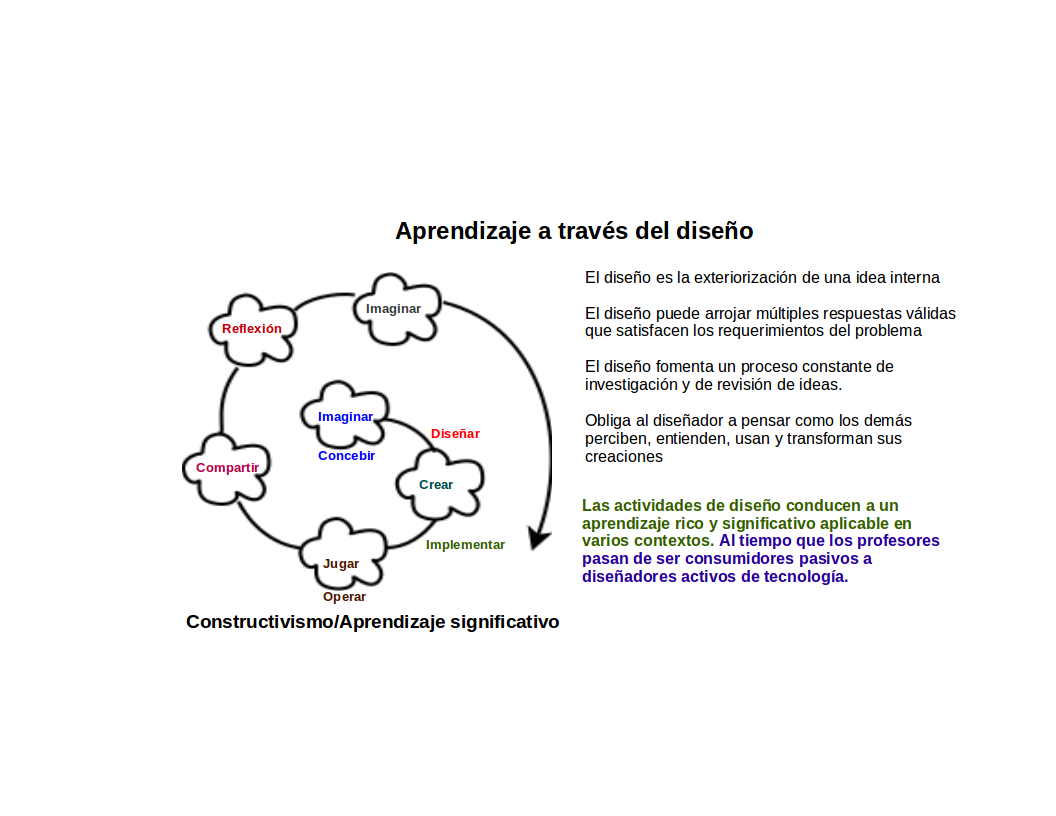 Aprendizaje a través del diseño
Imaginar
Reflexión
Imaginar
Concebir
Diseñar
Compartir
Crear
Implementar
Jugar
Operar
Constructivismo/Aprendizaje significativo
El diseño es la exteriorización de una idea interna
El diseño puede arrojar múltiples respuestas válidas
que satisfacen los requerimientos del problema
El diseño fomenta un proceso constante de
investigación y de revisión de ideas.
Obliga al diseñador a pensar como los demás
perciben, entienden, usan y transforman sus
creaciones
Las actividades de diseño conducen a un
aprendizaje rico y significativo aplicable en
varios contextos. Al tiempo que los profesores
pasan de ser consumidores pasivos a
diseñadores activos de tecnología.